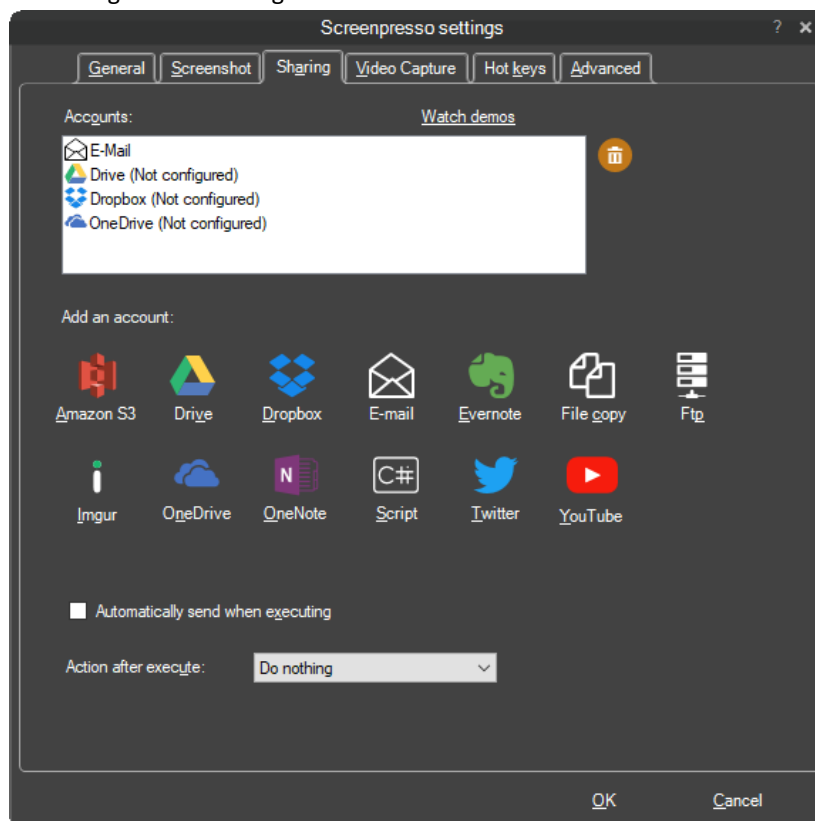 Screenpresso settings ?
General Screenshot Sharing Video Capture Hot keys Advanced
Accounts: Watch demos
E-Mail
Drive (Not configured)
Dropbox (Not configured)
OneDrive (Not configured)
Add an account:
Amazon S3 Drive Dropbox E-mail Evernote File copy Ftp
i N C#
Imgur OneDrive OneNote Script Twitter YouTube
Automatically send when executing
Action after execute: Do nothing
OK Cancel